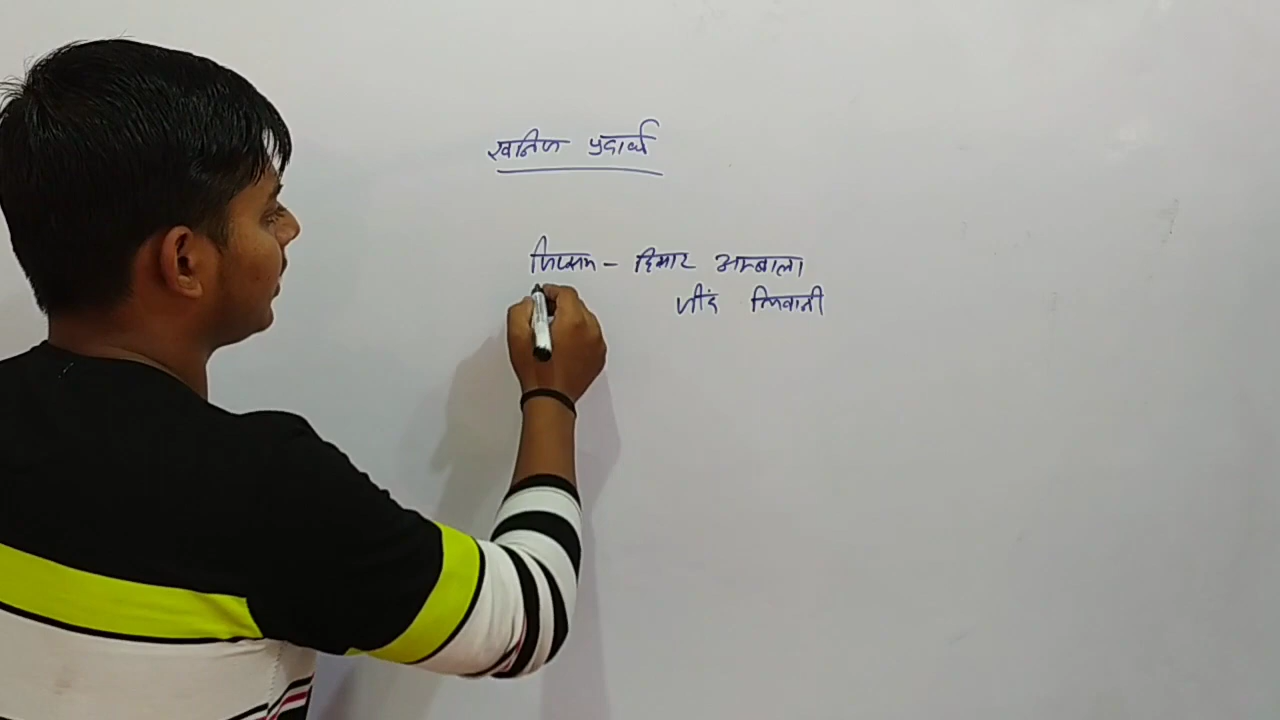 खनिज पदार्थ
जिप्सम - हिसार अम्बाला
जींद भिवानी